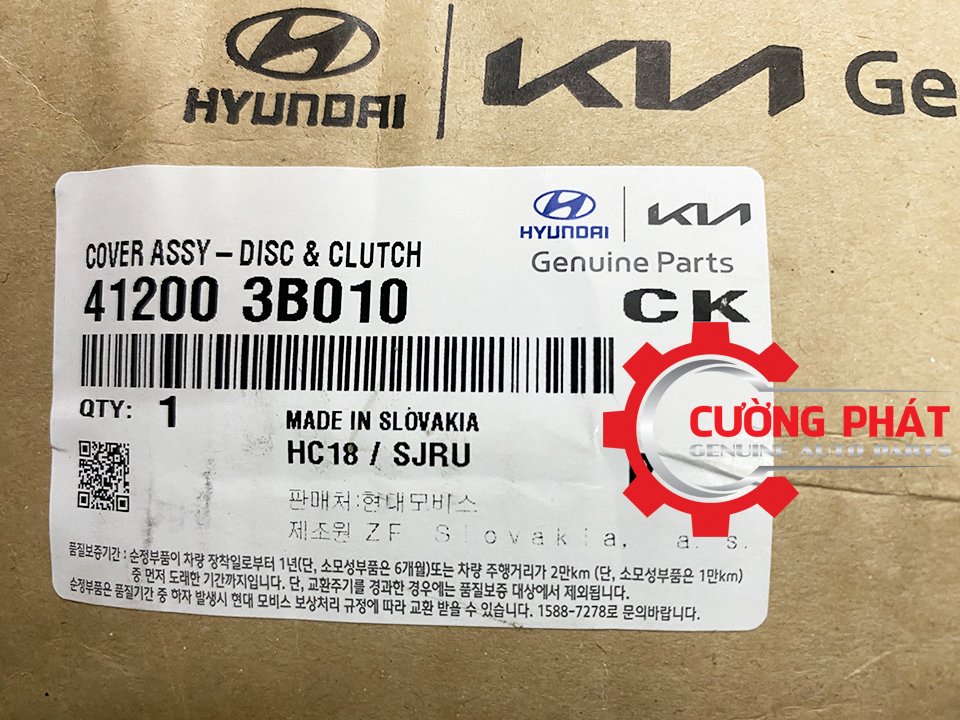 HYUNDAI
KIA Ge
HYUNDAI KIA
Genuine Parts
COVER ASSY – DISC & CLUTCH
41200 3B010
CK
QTY: 1
MADE IN SLOVAKIA
HC18 / SJRU
CƯỜNG PHÁT
GENUINE AUTO PARTS
판매처:현대모비스
제조원 ZF Slovakia, a. s.
품질보증기간 : 순정부품이 차량 장착일로부터 1년(단, 소모성부품은 6개월)또는 차량 주행거리가 2만km (단, 소모성부품은 1만km)
중 먼저 도래한 기간까지입니다. 단, 교환주기를 경과한 경우에는 품질보증 대상에서 제외됩니다.
순정부품은 품질기간 중 하자 발생시 현대 모비스 보상처리 규정에 따라 교환 받을 수 있습니다. 1588-7278로 문의바랍니다.